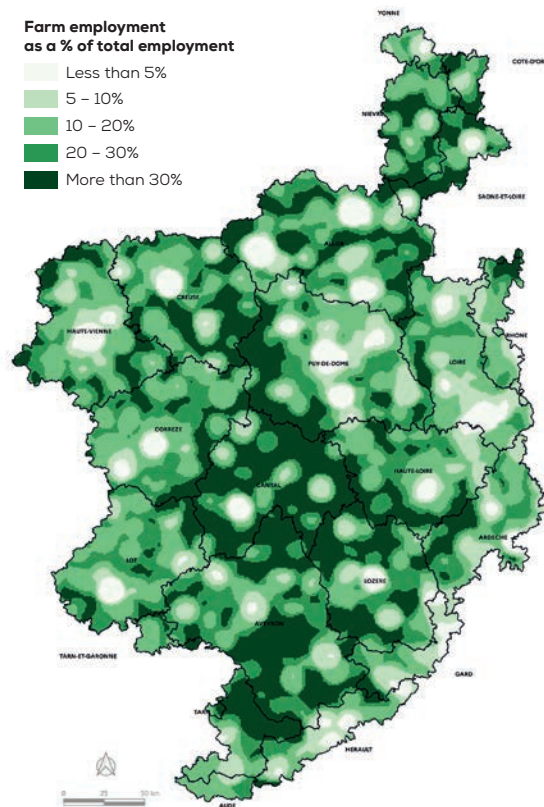 Farm employment
as a % of total employment
Less than 5%
5 – 10%
10 – 20%
20 – 30%
More than 30%
YONNE
COTE-D'OR
NIEVRE
SAONE-ET-LOIRE
ALLIER
CREUSE
HAUTE-VIENNE
RHONE
PUY-DE-DOME
LOIRE
CORREZE
HAUTE-LOIRE
CANTAL
ARDECHE
LOT
LOZERE
AVEYRON
TARN-ET-GARONNE
GARD
TARN
HERAULT
AUDE
0 25 50 km